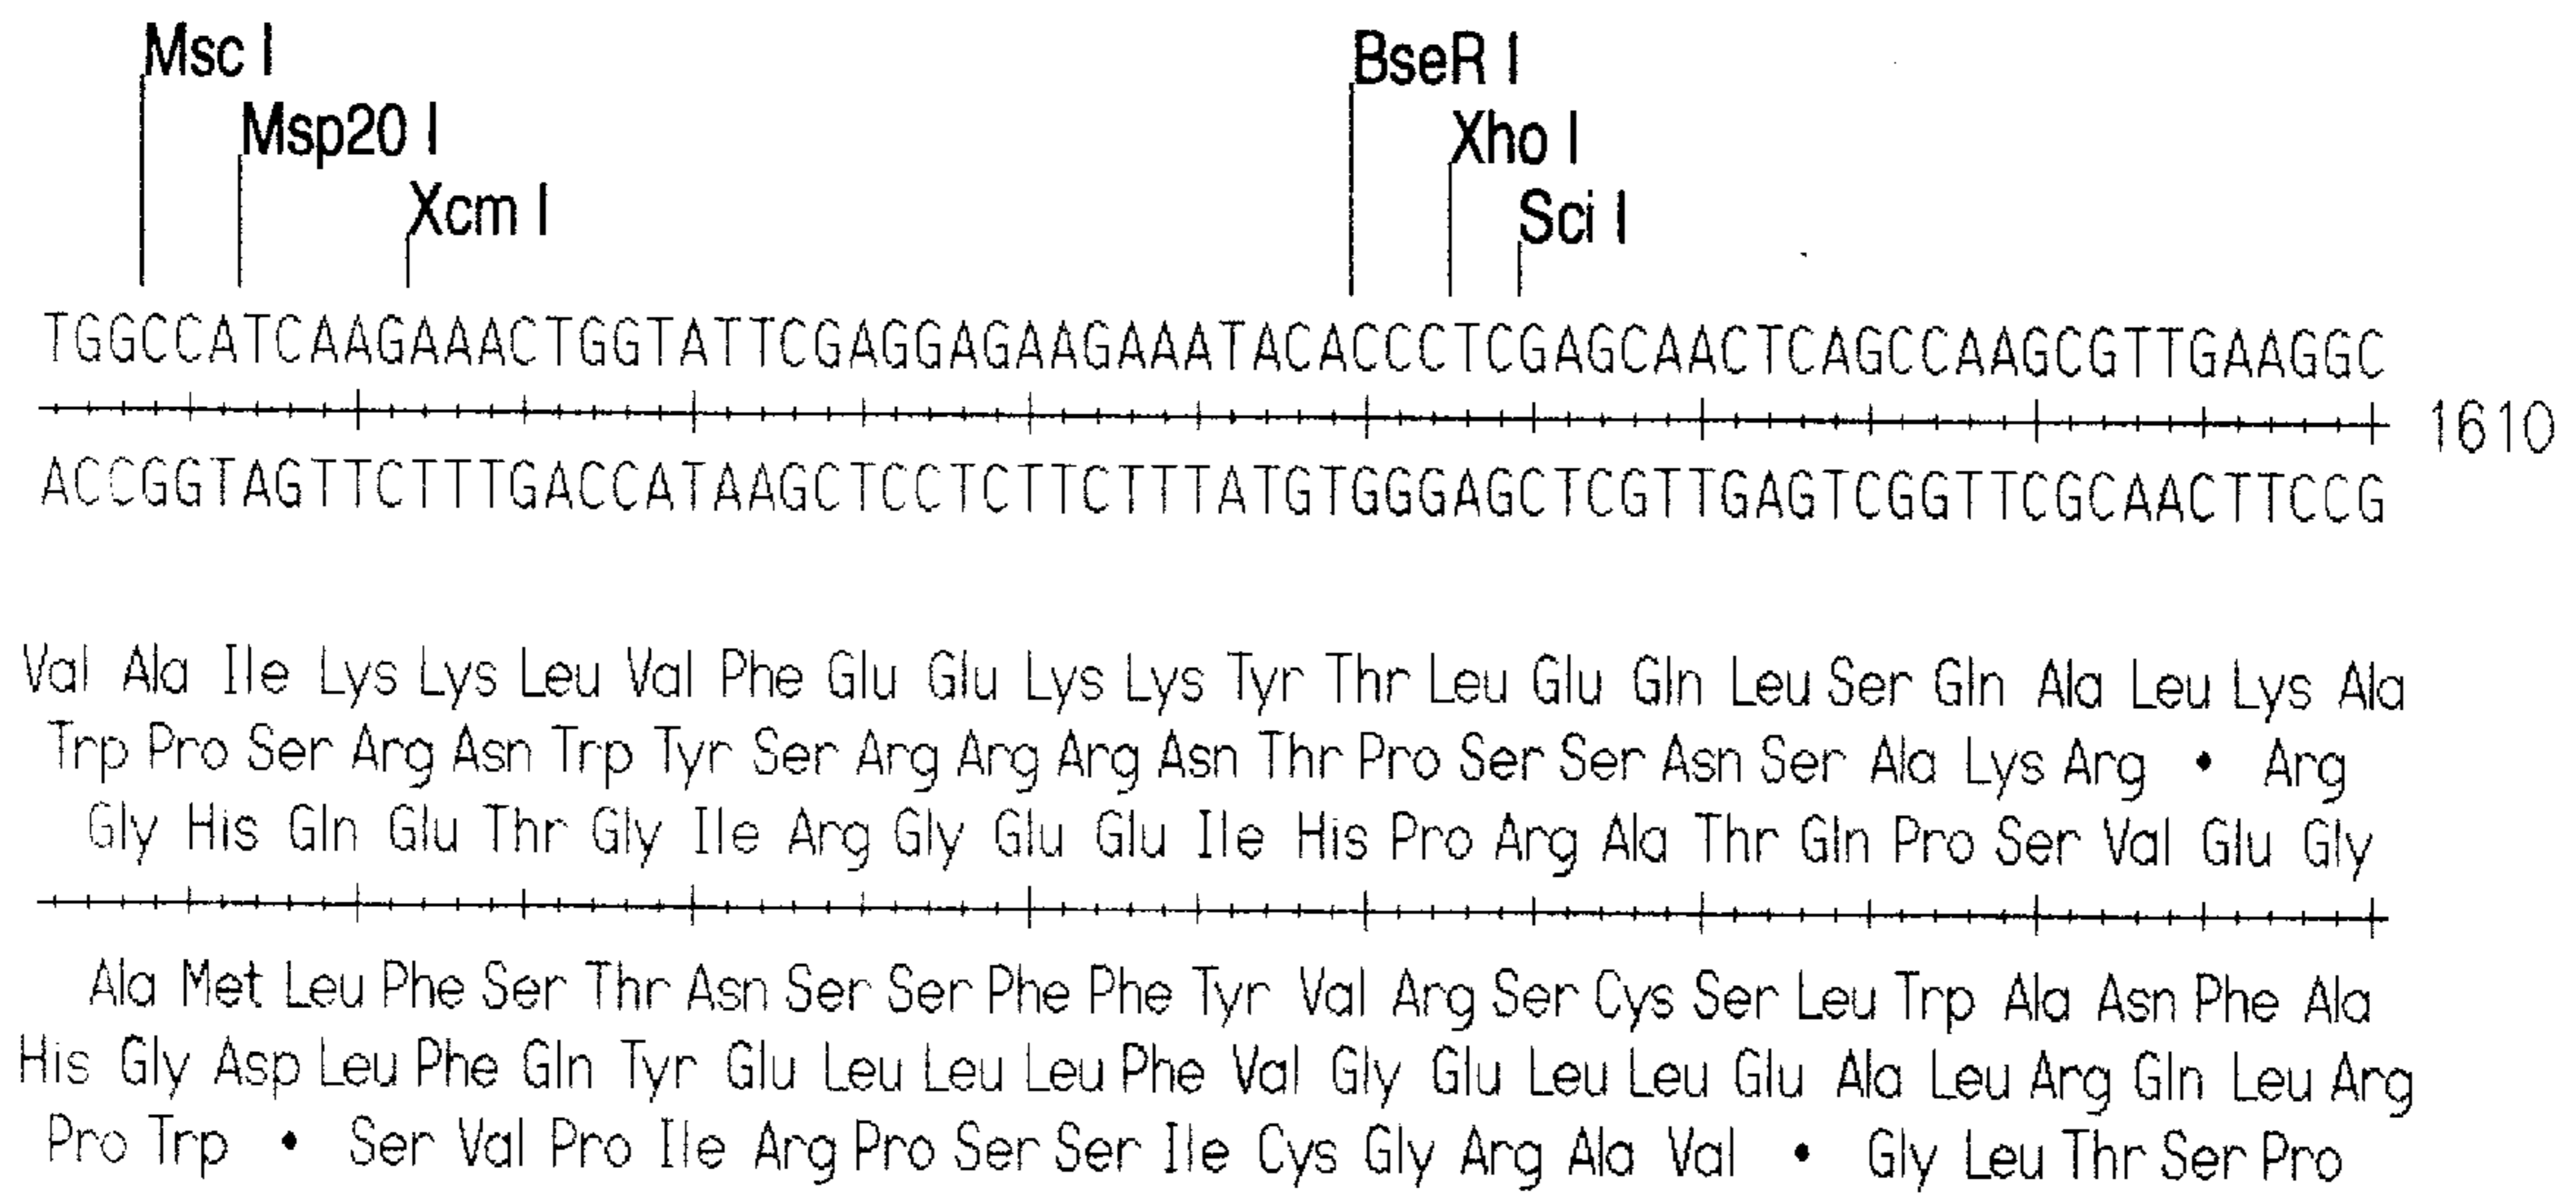 Msc I
BseR I
Msp20 I
Xho I
Xcm I
Sci I
TGGCCATCAAGAAACTGGTATTCGAGGAGAAGAAATACACCCTCGAGCAACTCAGCCAAGCGTTGAAGGC
1610
ACCGGTAGTTCTTTGACCATAAGCTCCTCTTCTTTATGTGGGAGCTCGTTGAGTCGGTTCGCAACTTCCG
Val Ala Ile Lys Lys Leu Val Phe Glu Glu Lys Lys Tyr Thr Leu Glu Gln Leu Ser Gln Ala Leu Lys Ala
Trp Pro Ser Arg Asn Trp Tyr Ser Arg Arg Arg Asn Thr Pro Ser Ser Asn Ser Ala Lys Arg • Arg
Gly His Gln Glu Thr Gly Ile Arg Gly Glu Glu Ile His Pro Arg Ala Thr Gln Pro Ser Val Glu Gly
Ala Met Leu Phe Ser Thr Asn Ser Ser Phe Phe Tyr Val Arg Ser Cys Ser Leu Trp Ala Asn Phe Ala
His Gly Asp Leu Phe Gln Tyr Glu Leu Leu Leu Phe Val Gly Glu Leu Leu Glu Ala Leu Arg Gln Leu Arg
Pro Trp • Ser Val Pro Ile Arg Pro Ser Ser Ile Cys Gly Arg Ala Val • Gly Leu Thr Ser Pro